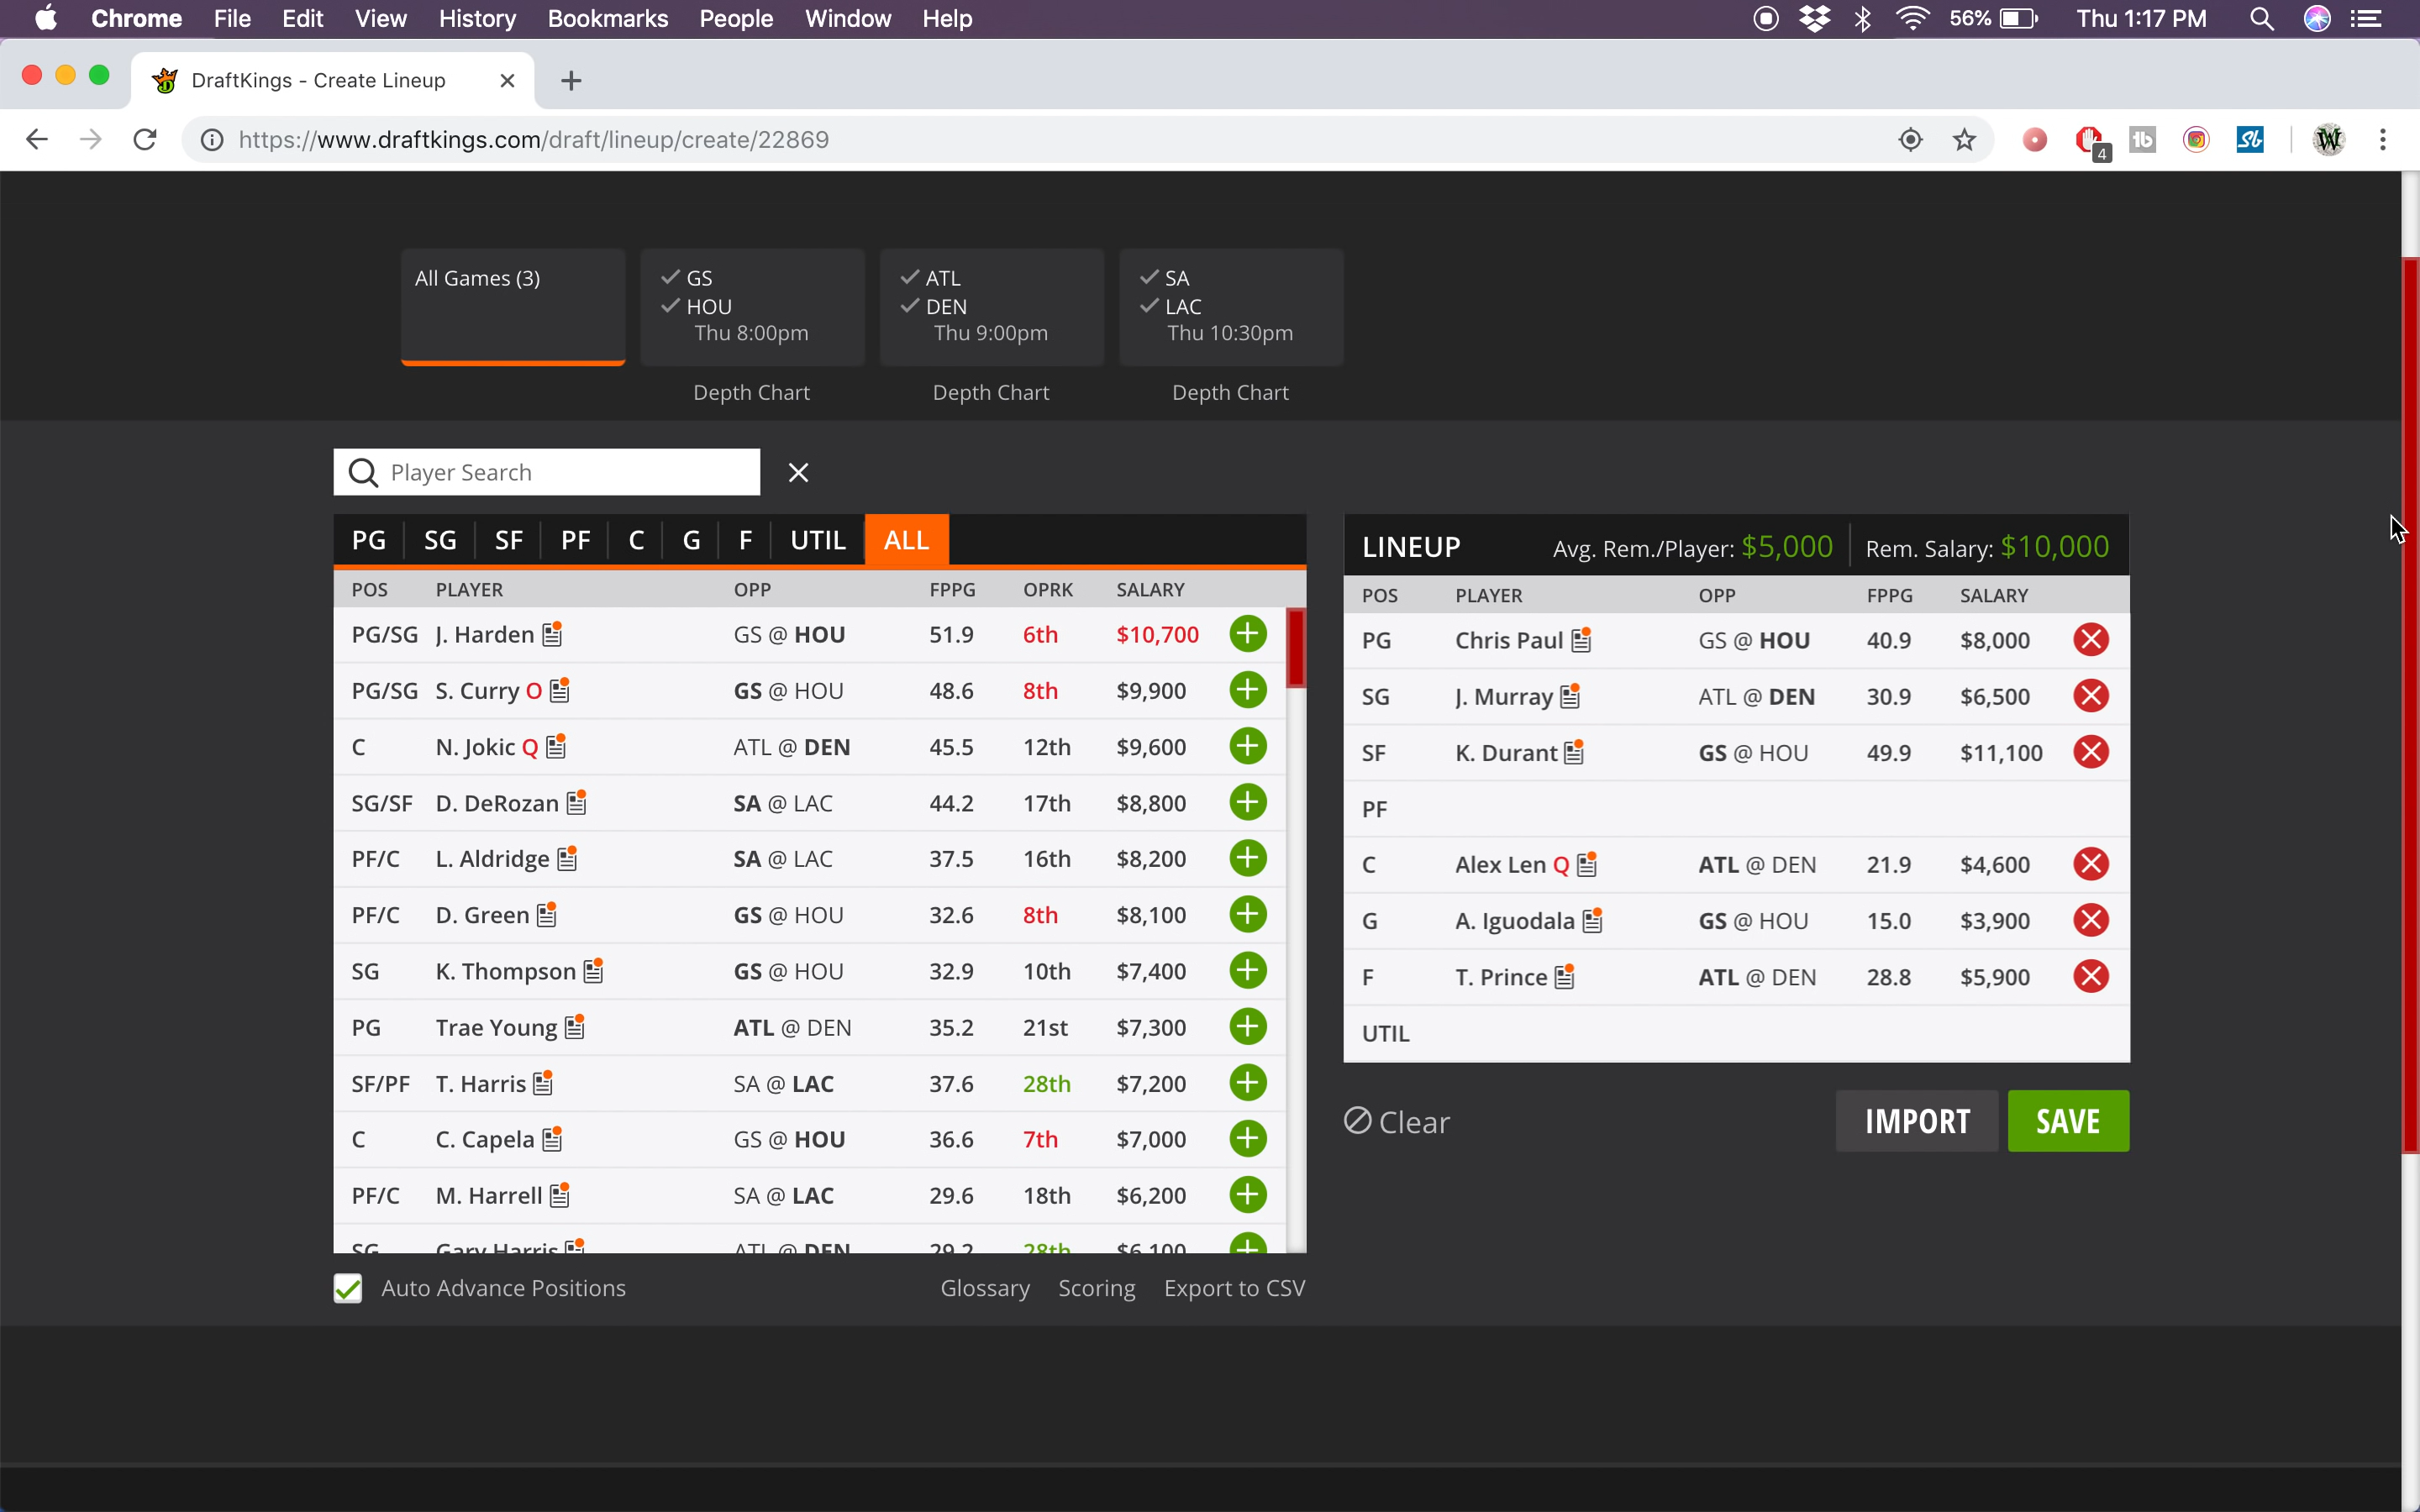 Chrome File Edit View History Bookmarks People Window Help 56% Thu 1:17 PM
DraftKings - Create Lineup
https://www.draftkings.com/draft/lineup/create/22869
4
All Games (3)
GS
HOU
Thu 8:00pm
ATL
DEN
Thu 9:00pm
SA
LAC
Thu 10:30pm
Depth Chart Depth Chart Depth Chart
Player Search
PG SG SF PF C G F UTIL ALL
POS PLAYER OPP FPPG OPRK SALARY
PG/SG J. Harden GS @ HOU 51.9 6th $10,700
PG/SG S. Curry O GS @ HOU 48.6 8th $9,900
C N. Jokic Q ATL @ DEN 45.5 12th $9,600
SG/SF D. DeRozan SA @ LAC 44.2 17th $8,800
PF/C L. Aldridge SA @ LAC 37.5 16th $8,200
PF/C D. Green GS @ HOU 32.6 8th $8,100
SG K. Thompson GS @ HOU 32.9 10th $7,400
PG Trae Young ATL @ DEN 35.2 21st $7,300
SF/PF T. Harris SA @ LAC 37.6 28th $7,200
C C. Capela GS @ HOU 36.6 7th $7,000
PF/C M. Harrell SA @ LAC 29.6 18th $6,200
SG Gary Harris ATL @ DEN 29.2 28th $6,100
Auto Advance Positions Glossary Scoring Export to CSV
LINEUP Avg. Rem./Player: $5,000 Rem. Salary: $10,000
POS PLAYER OPP FPPG SALARY
PG Chris Paul GS @ HOU 40.9 $8,000
SG J. Murray ATL @ DEN 30.9 $6,500
SF K. Durant GS @ HOU 49.9 $11,100
PF
C Alex Len Q ATL @ DEN 21.9 $4,600
G A. Iguodala GS @ HOU 15.0 $3,900
F T. Prince ATL @ DEN 28.8 $5,900
UTIL
Clear IMPORT SAVE